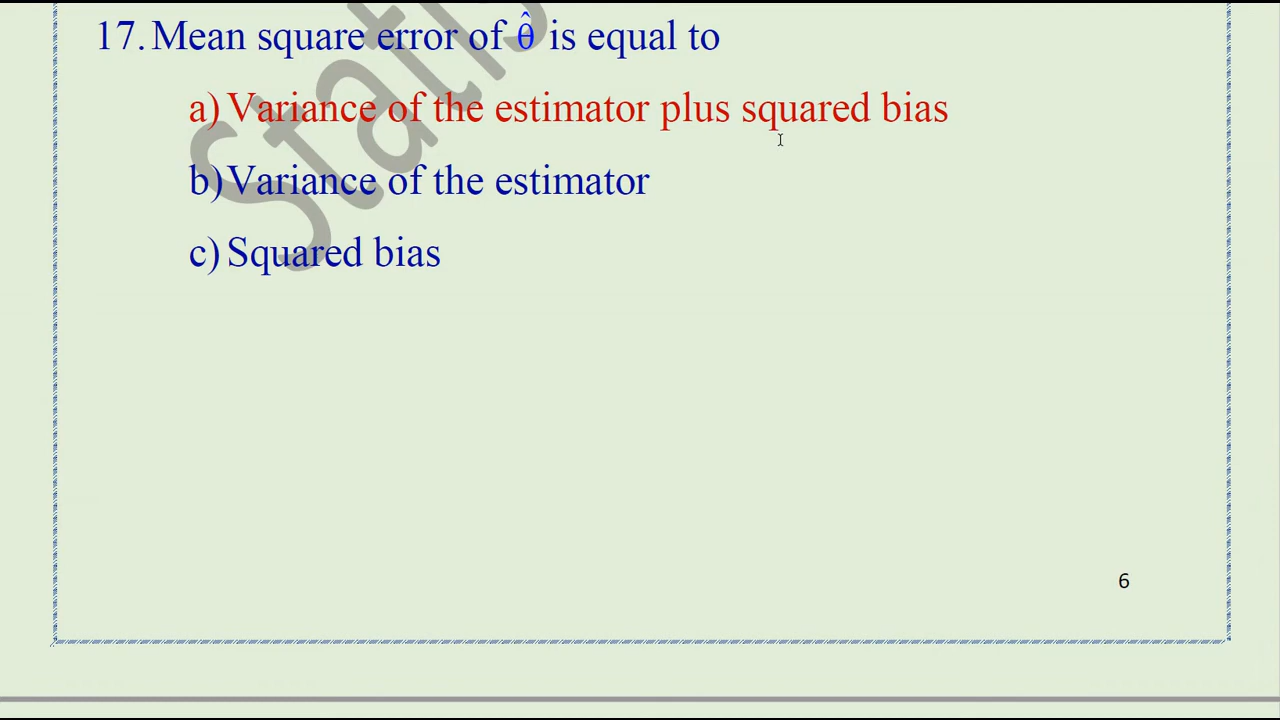 17. Mean square error of θ̂ is equal to
a) Variance of the estimator plus squared bias
b) Variance of the estimator
c) Squared bias
Statis
6